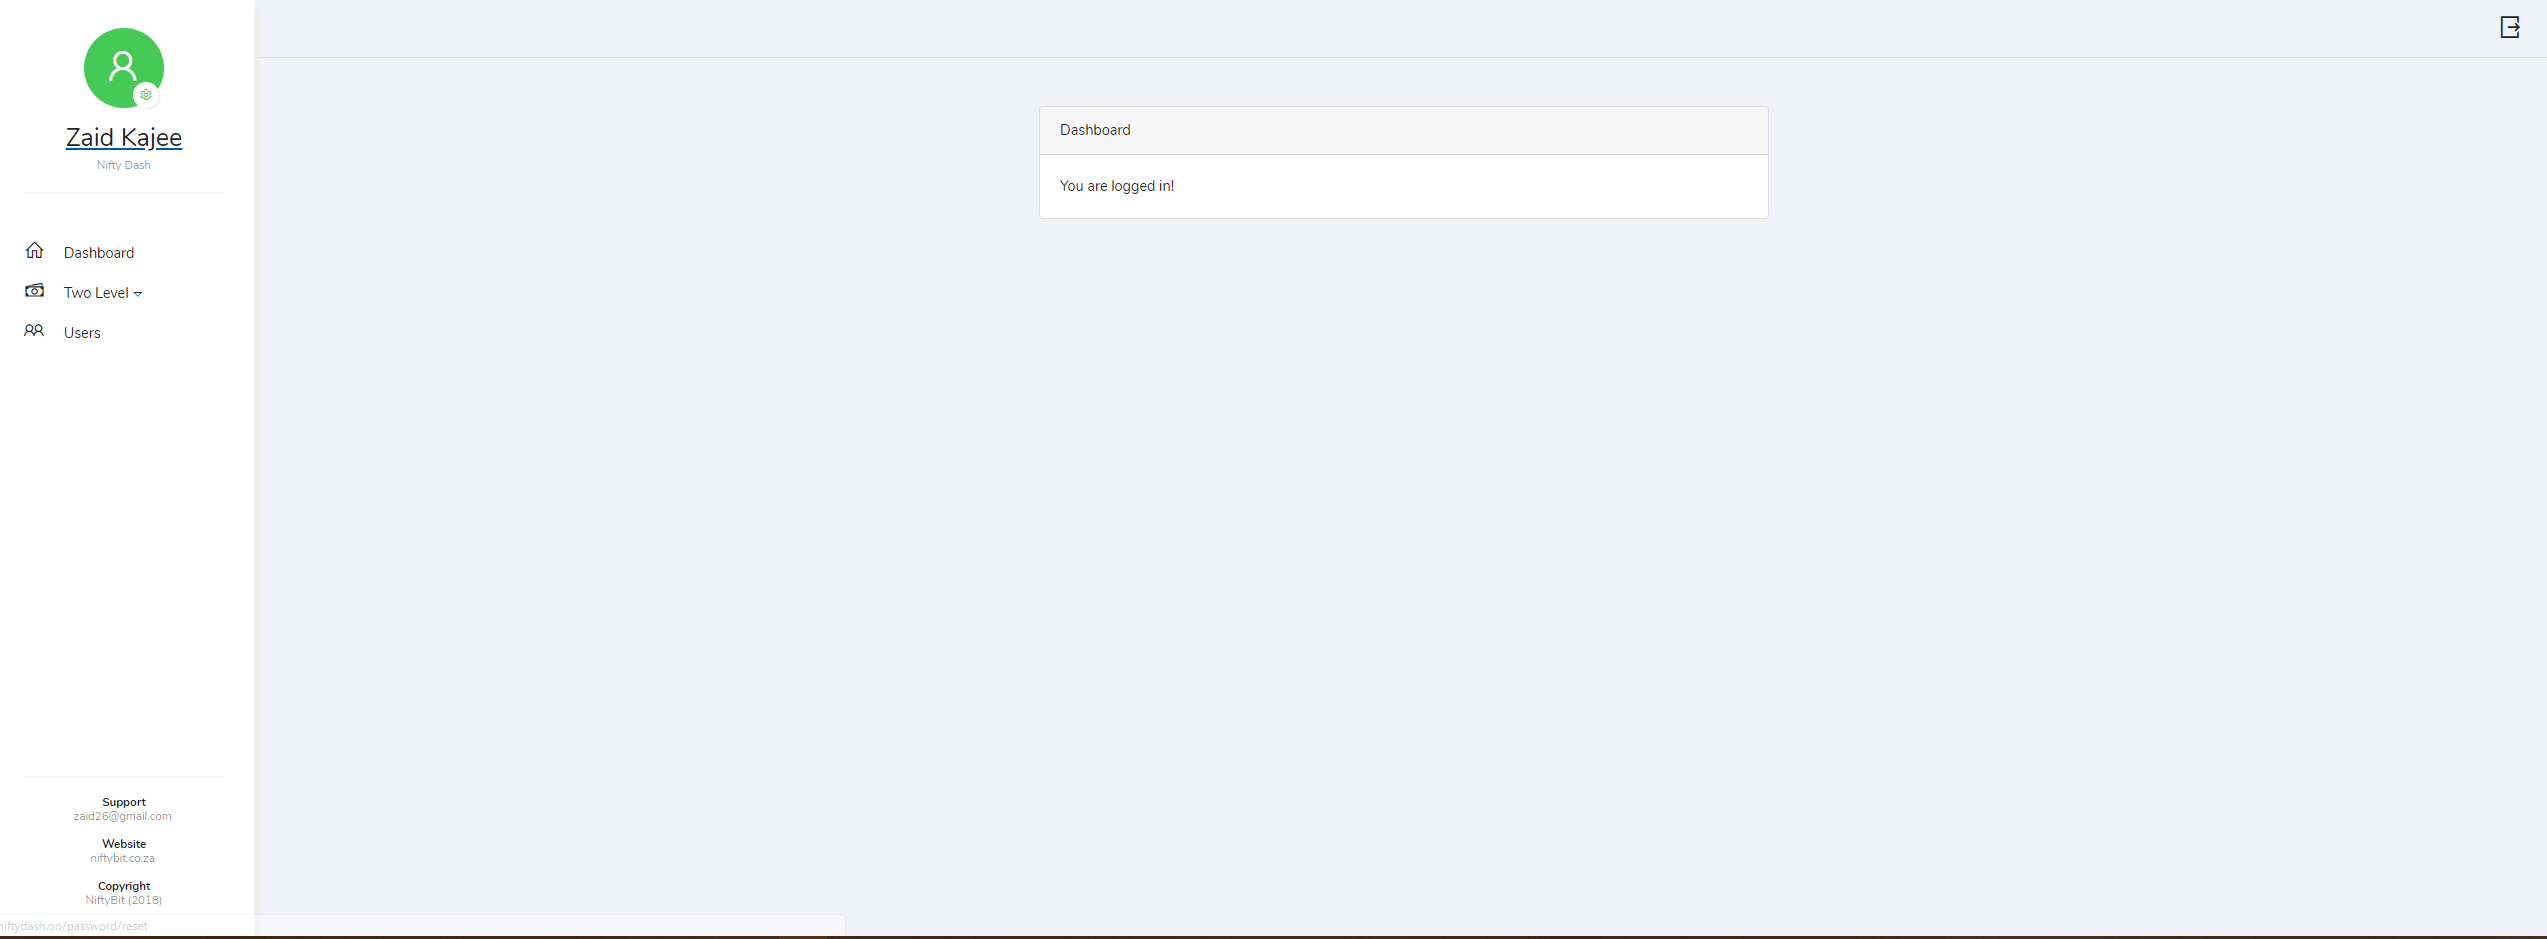 Zaid Kajee
Nifty Dash
Dashboard
Two Level
Users
Dashboard
You are logged in!
Support
zaid26@gmail.com
Website
niftybit.co.za
Copyright
NiftyBit (2018)
niftydash.oo/password/reset